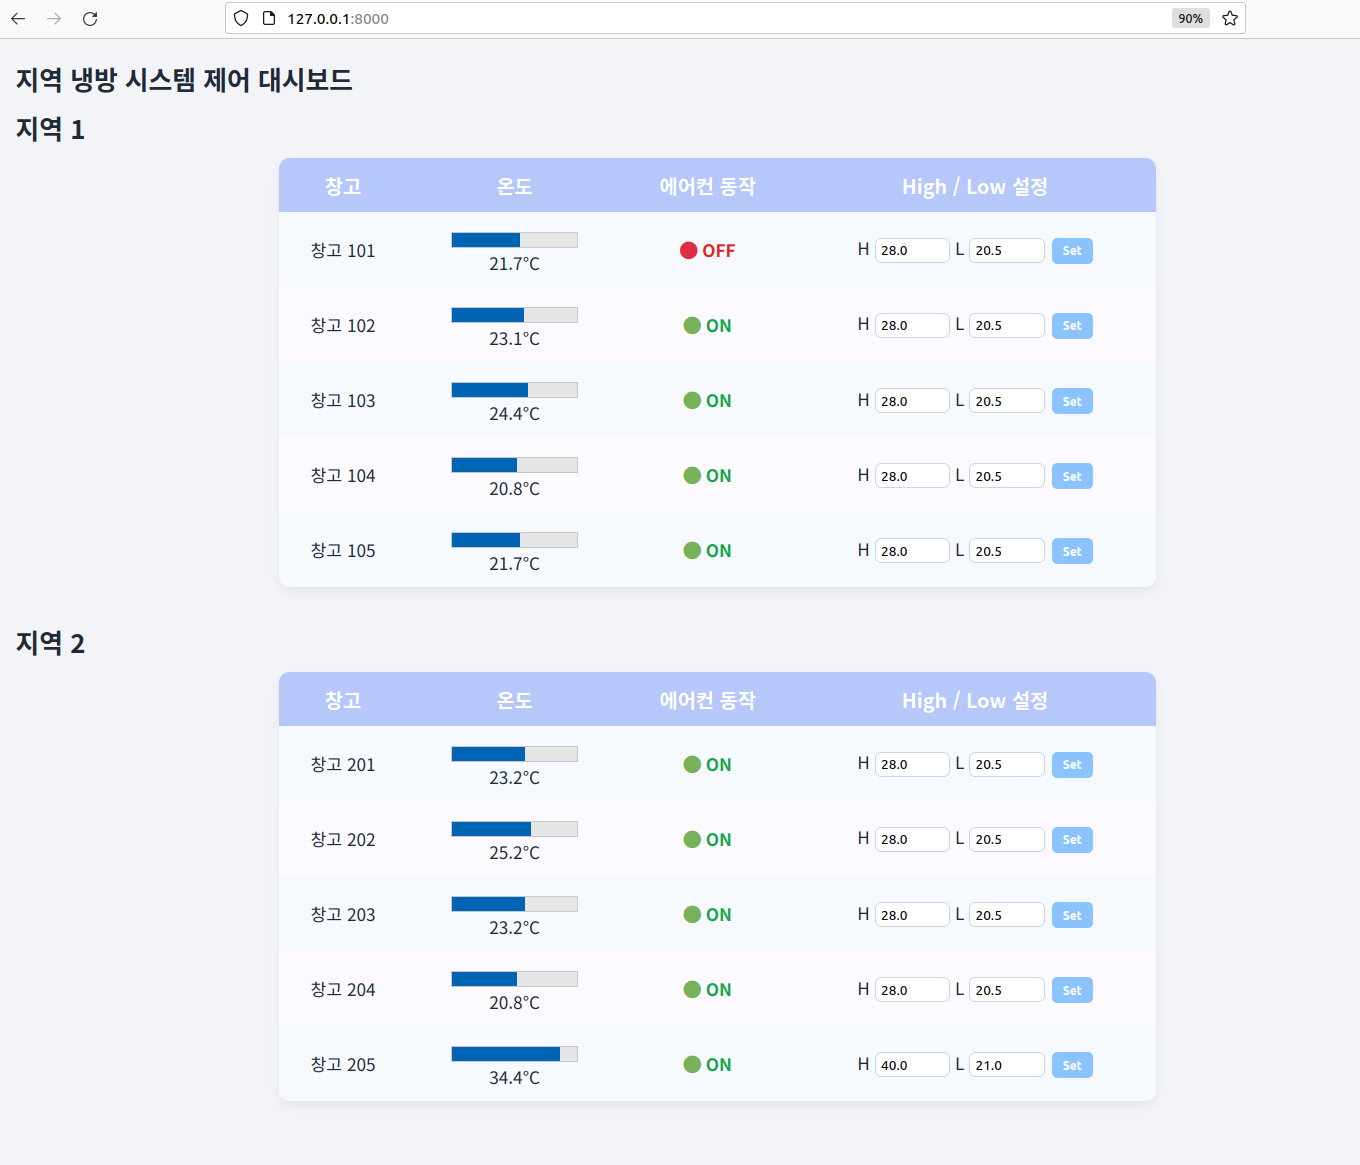 127.0.0.1:8000 90%
지역 냉방 시스템 제어 대시보드
지역 1
창고 온도 에어컨 동작 High / Low 설정
창고 101 21.7°C OFF H 28.0 L 20.5 Set
창고 102 23.1°C ON H 28.0 L 20.5 Set
창고 103 24.4°C ON H 28.0 L 20.5 Set
창고 104 20.8°C ON H 28.0 L 20.5 Set
창고 105 21.7°C ON H 28.0 L 20.5 Set
지역 2
창고 온도 에어컨 동작 High / Low 설정
창고 201 23.2°C ON H 28.0 L 20.5 Set
창고 202 25.2°C ON H 28.0 L 20.5 Set
창고 203 23.2°C ON H 28.0 L 20.5 Set
창고 204 20.8°C ON H 28.0 L 20.5 Set
창고 205 34.4°C ON H 40.0 L 21.0 Set